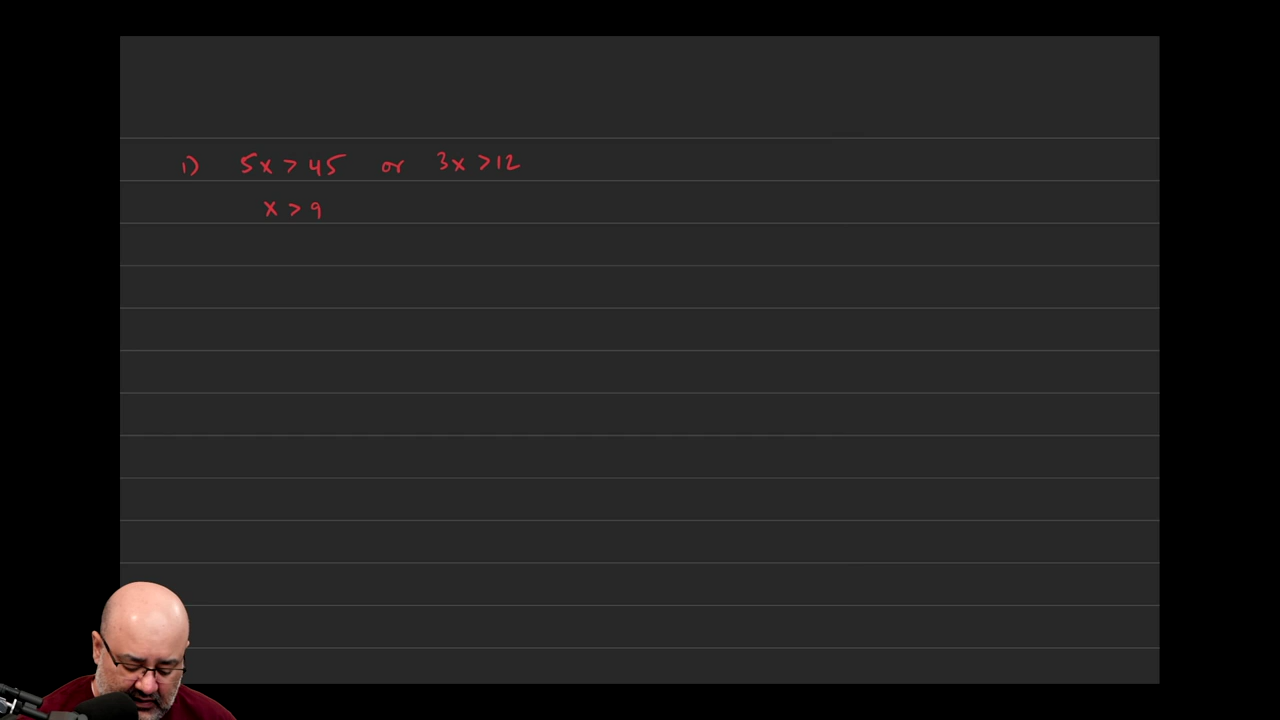 1) 5x > 45 or 3x > 12
x > 9